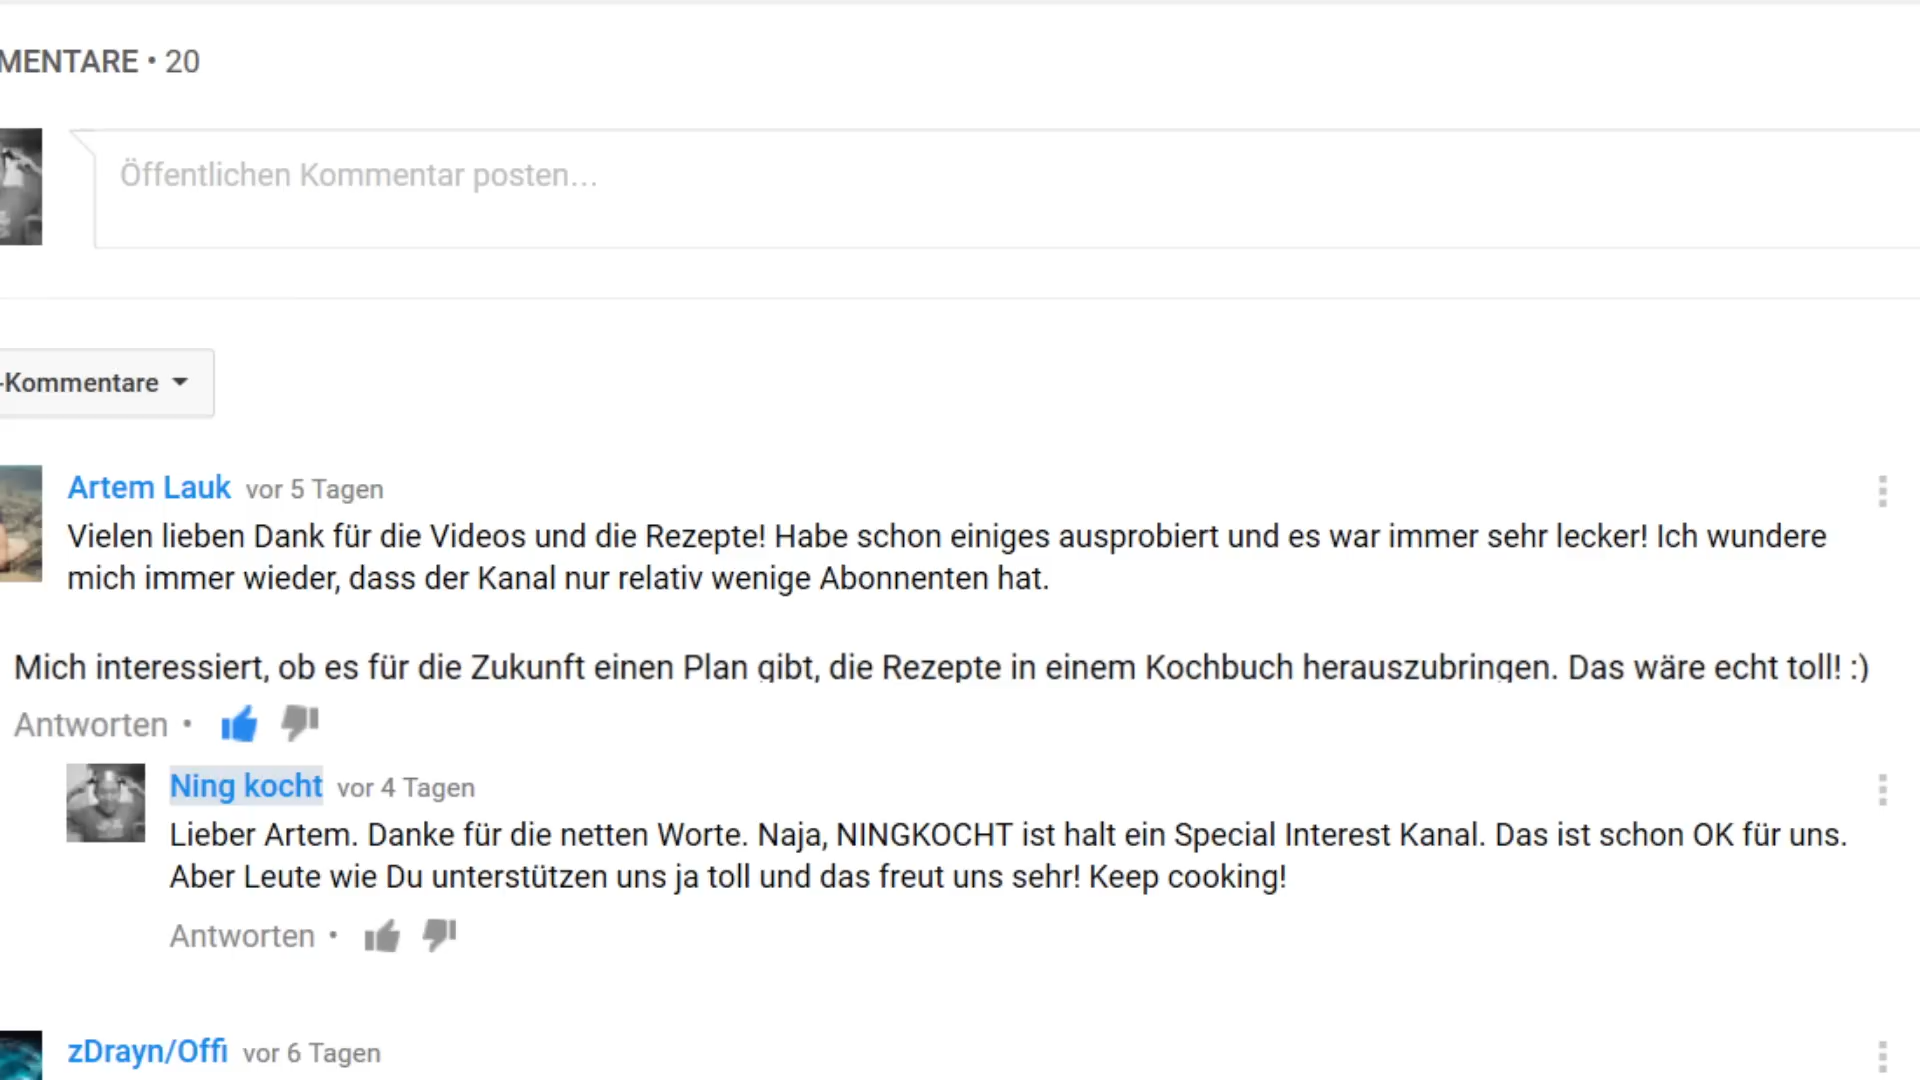 MENTARE • 20
Öffentlichen Kommentar posten...
-Kommentare
Artem Lauk vor 5 Tagen
Vielen lieben Dank für die Videos und die Rezepte! Habe schon einiges ausprobiert und es war immer sehr lecker! Ich wundere
mich immer wieder, dass der Kanal nur relativ wenige Abonnenten hat.
Mich interessiert, ob es für die Zukunft einen Plan gibt, die Rezepte in einem Kochbuch herauszubringen. Das wäre echt toll! :)
Antworten •
Ning kocht vor 4 Tagen
Lieber Artem. Danke für die netten Worte. Naja, NINGKOCHT ist halt ein Special Interest Kanal. Das ist schon OK für uns.
Aber Leute wie Du unterstützen uns ja toll und das freut uns sehr! Keep cooking!
Antworten •
zDrayn/Offi vor 6 Tagen